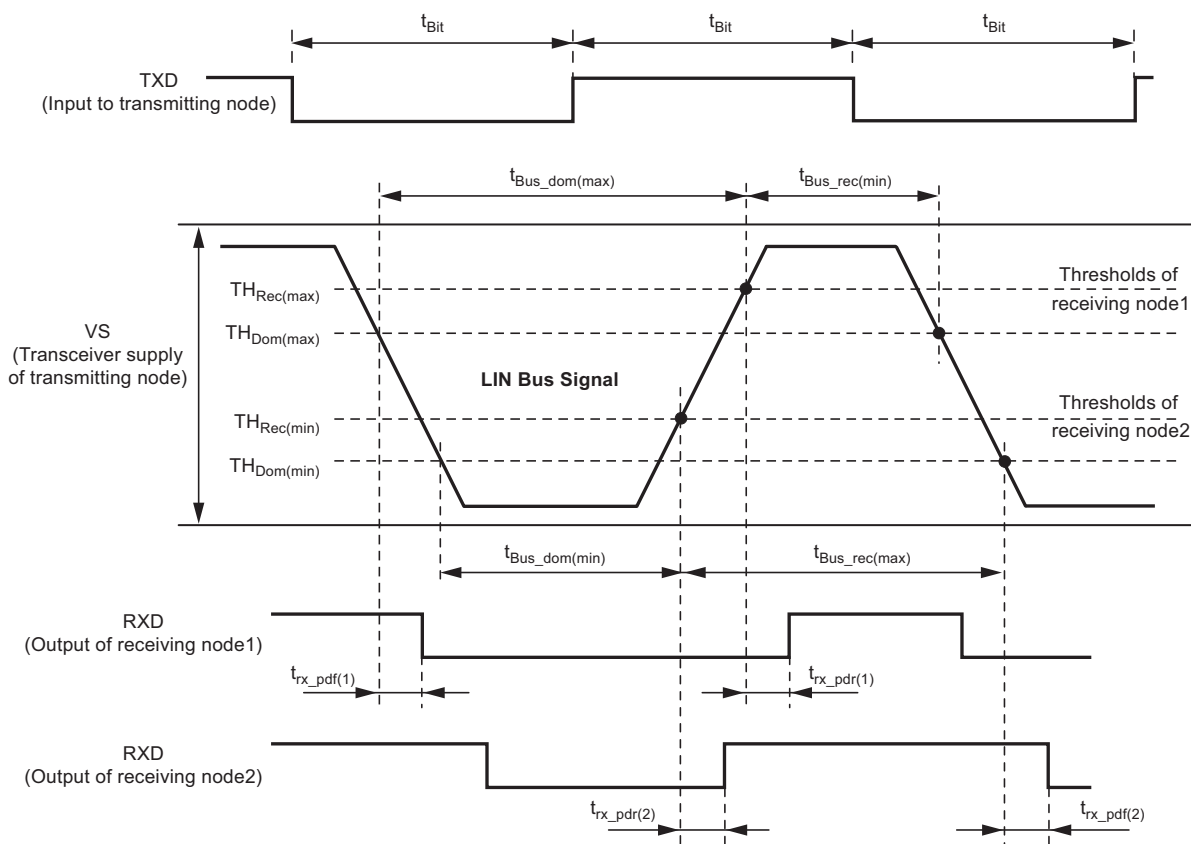 tBit
tBit
tBit
TXD
(Input to transmitting node)
tBus_dom(max)
tBus_rec(min)
THRec(max)
Thresholds of
receiving node1
THDom(max)
VS
(Transceiver supply
of transmitting node)
LIN Bus Signal
THRec(min)
Thresholds of
receiving node2
THDom(min)
tBus_dom(min)
tBus_rec(max)
RXD
(Output of receiving node1)
trx_pdf(1)
trx_pdr(1)
RXD
(Output of receiving node2)
trx_pdr(2)
trx_pdf(2)